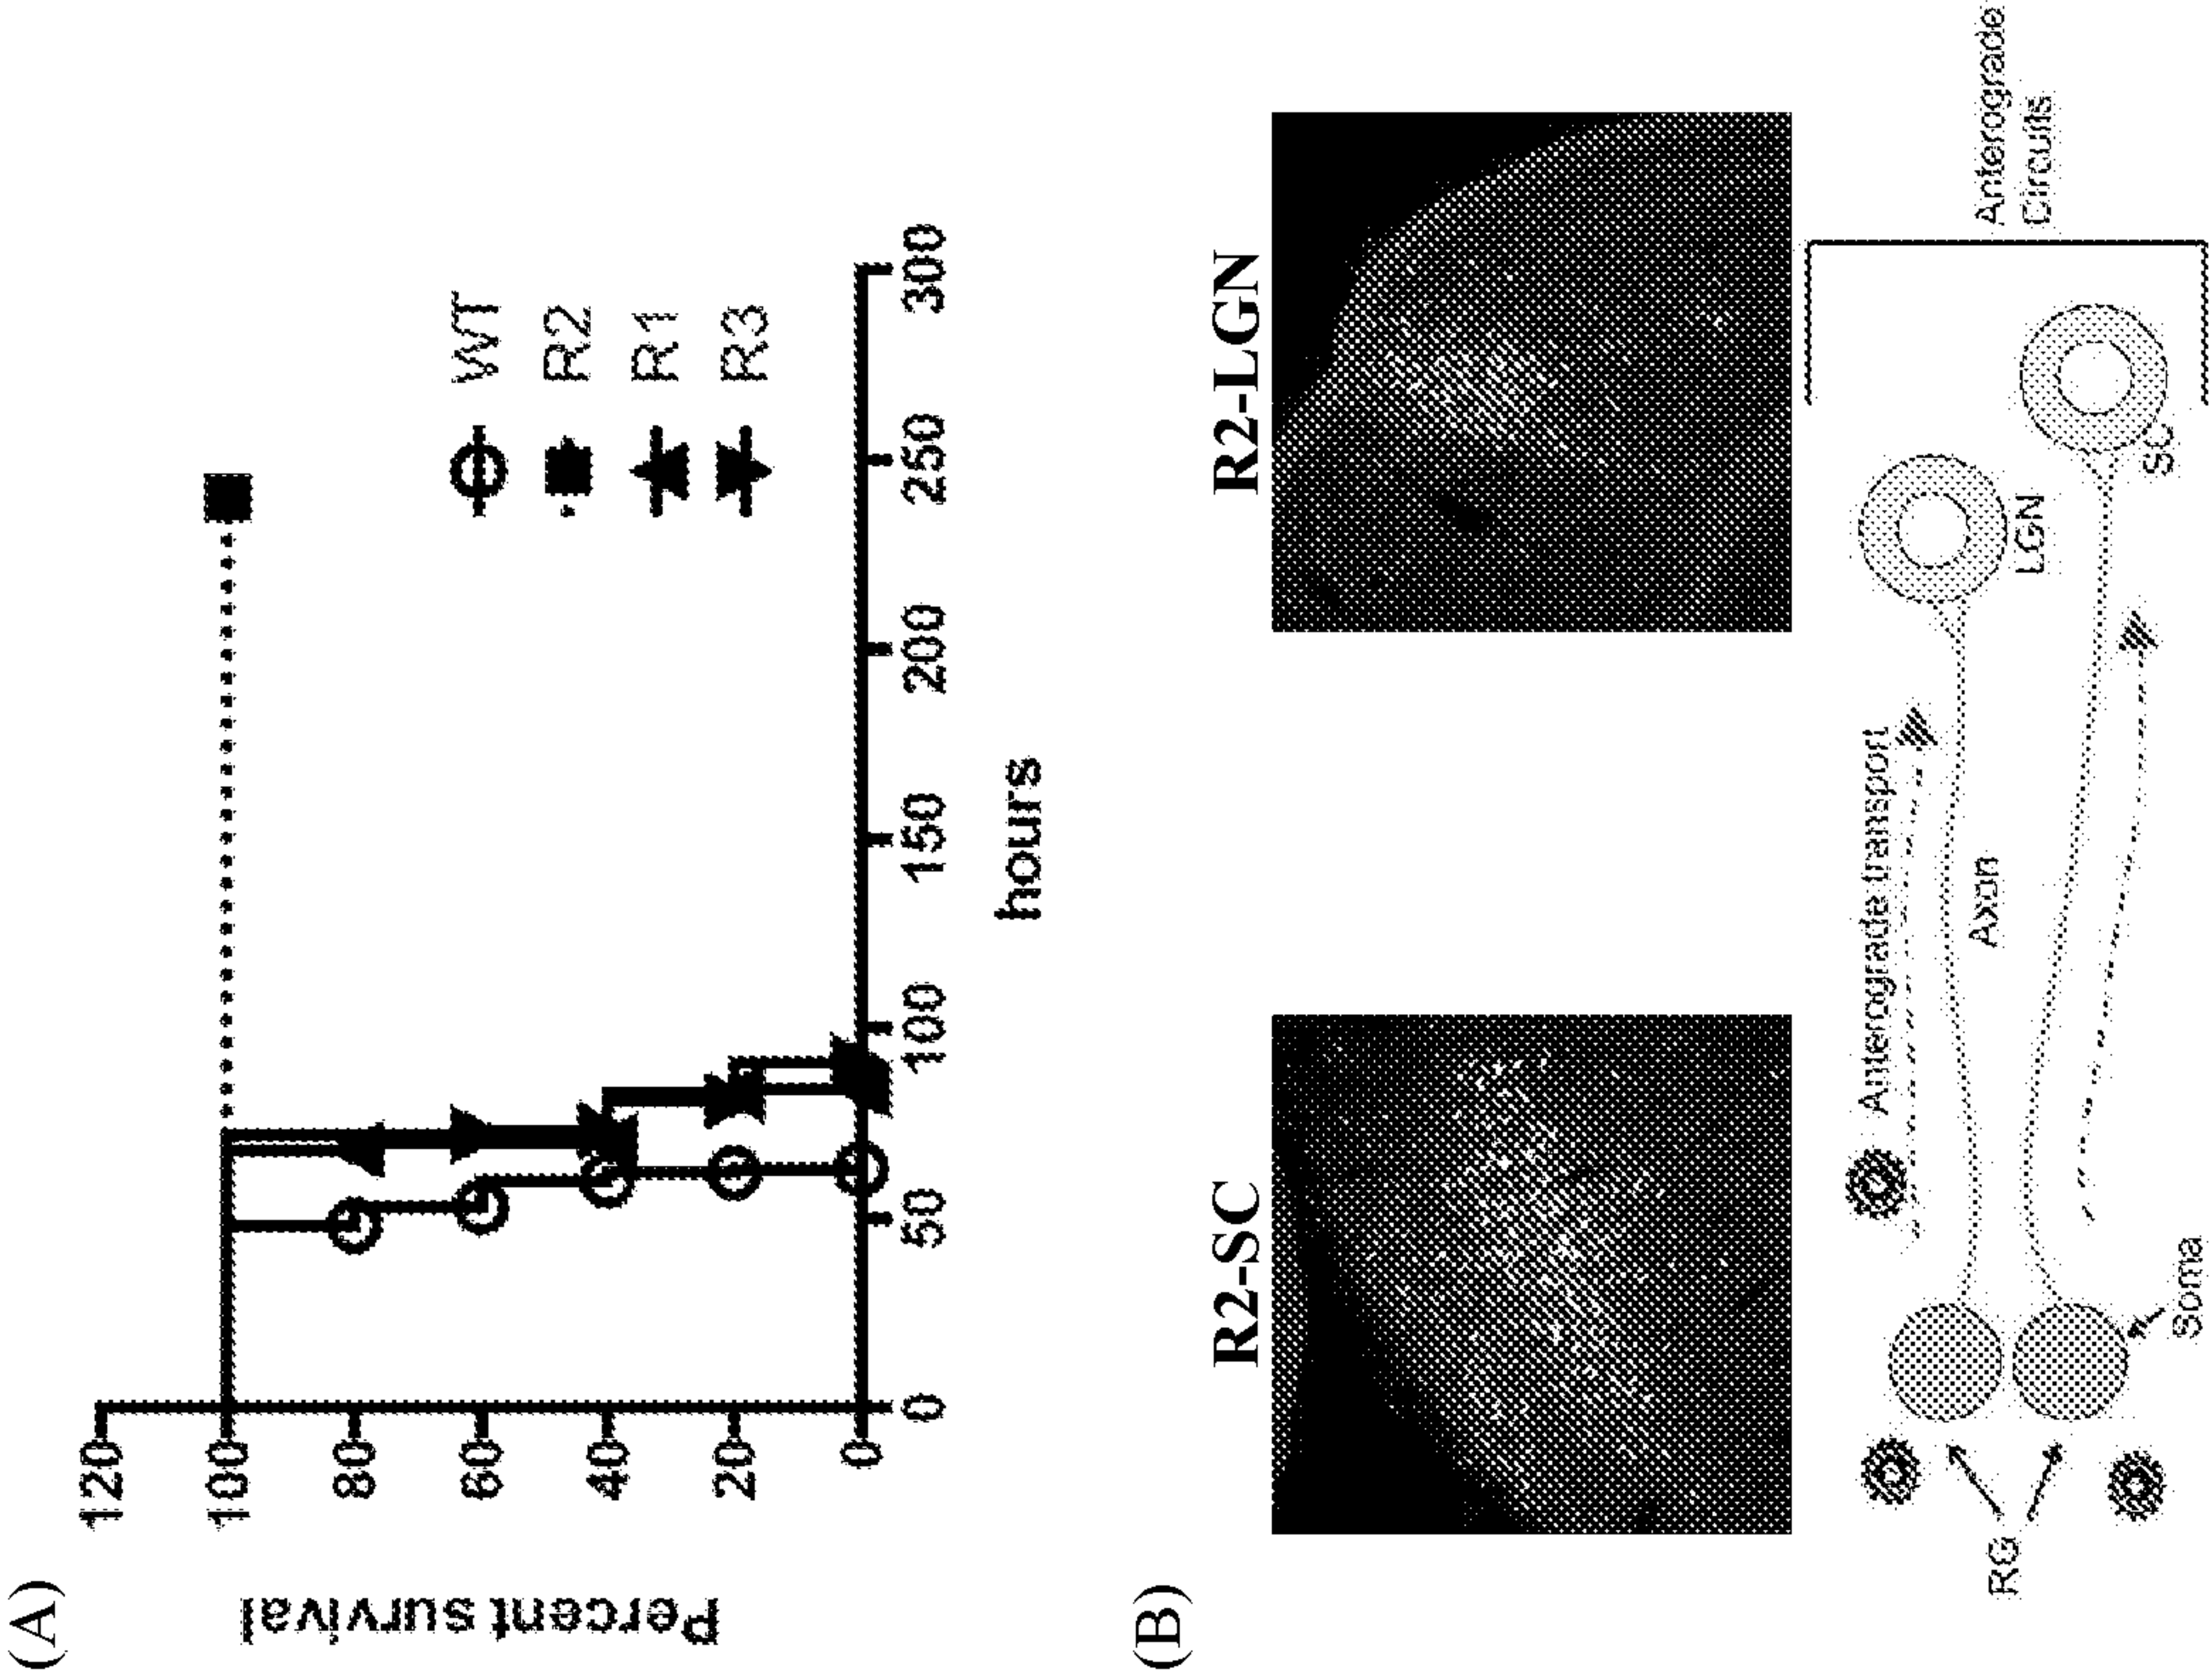 (A)
Percent survival
120
100
80
60
40
20
0
0
50
100
150
200
250
300
hours
WT
R2
R1
R3
(B)
R2-SC
R2-LGN
RG
Soma
Anterograde transport
Axon
LGN
SC
Anterograde
Circuits